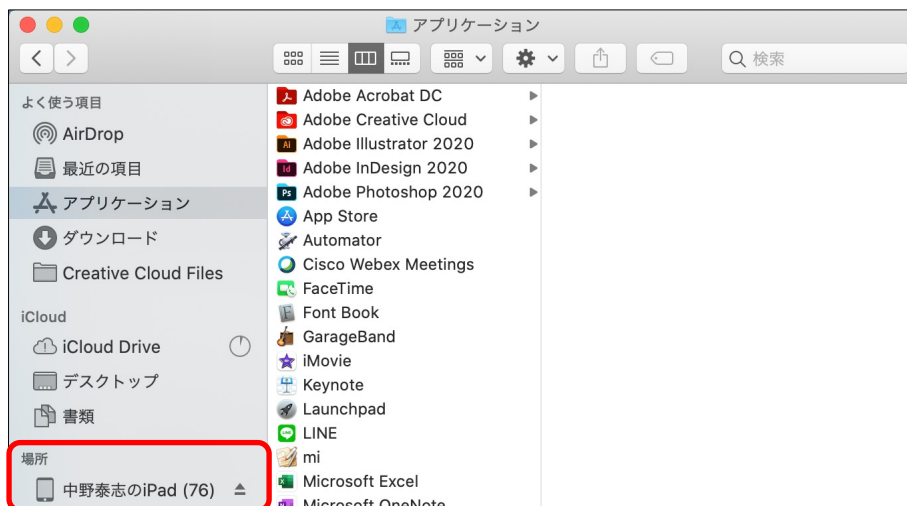 アプリケーション
検索
よく使う項目
AirDrop
最近の項目
アプリケーション
ダウンロード
Creative Cloud Files
iCloud
iCloud Drive
デスクトップ
書類
場所
中野泰志のiPad (76)
Adobe Acrobat DC
Adobe Creative Cloud
Adobe Illustrator 2020
Adobe InDesign 2020
Adobe Photoshop 2020
App Store
Automator
Cisco Webex Meetings
FaceTime
Font Book
GarageBand
iMovie
Keynote
Launchpad
LINE
mi
Microsoft Excel
Microsoft OneNote